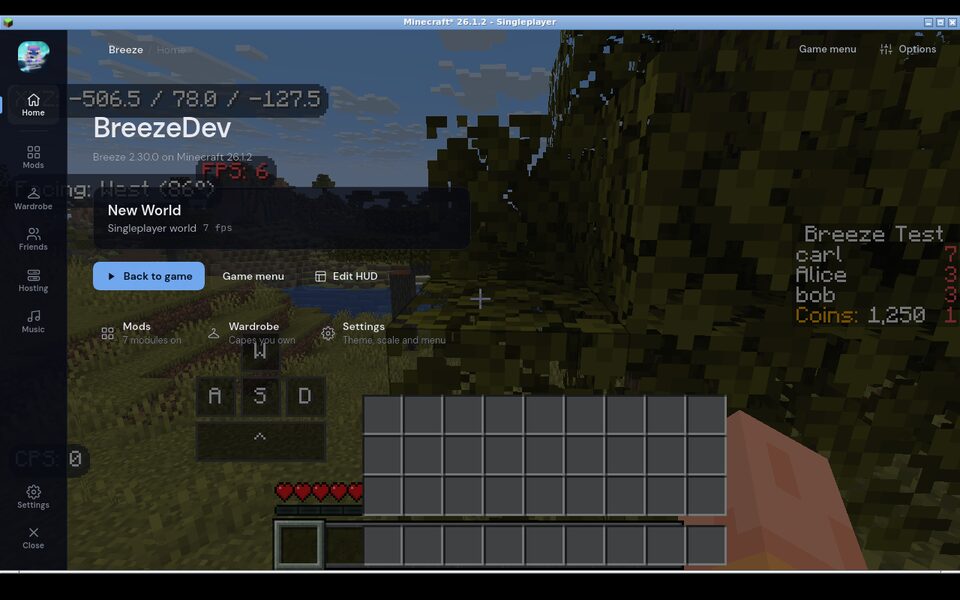 Minecraft* 26.1.2 - Singleplayer
Breeze / Home
Game menu
Options
Home
-506.5 / 78.0 / -127.5
BreezeDev
Breeze 2.30.0 on Minecraft 26.1.2
Mods
FPS: 6
ng: West (86°)
Wardrobe
New World
Singleplayer world 7 fps
Friends
Breeze Test
carl 7
Alice 3
bob 3
Coins: 1,250 1
Hosting
Back to game
Game menu
Edit HUD
Music
Mods
7 modules on
Wardrobe
Capes you own
Settings
Theme, scale and menu
W
A S D
^
CPS: 0
Settings
Close